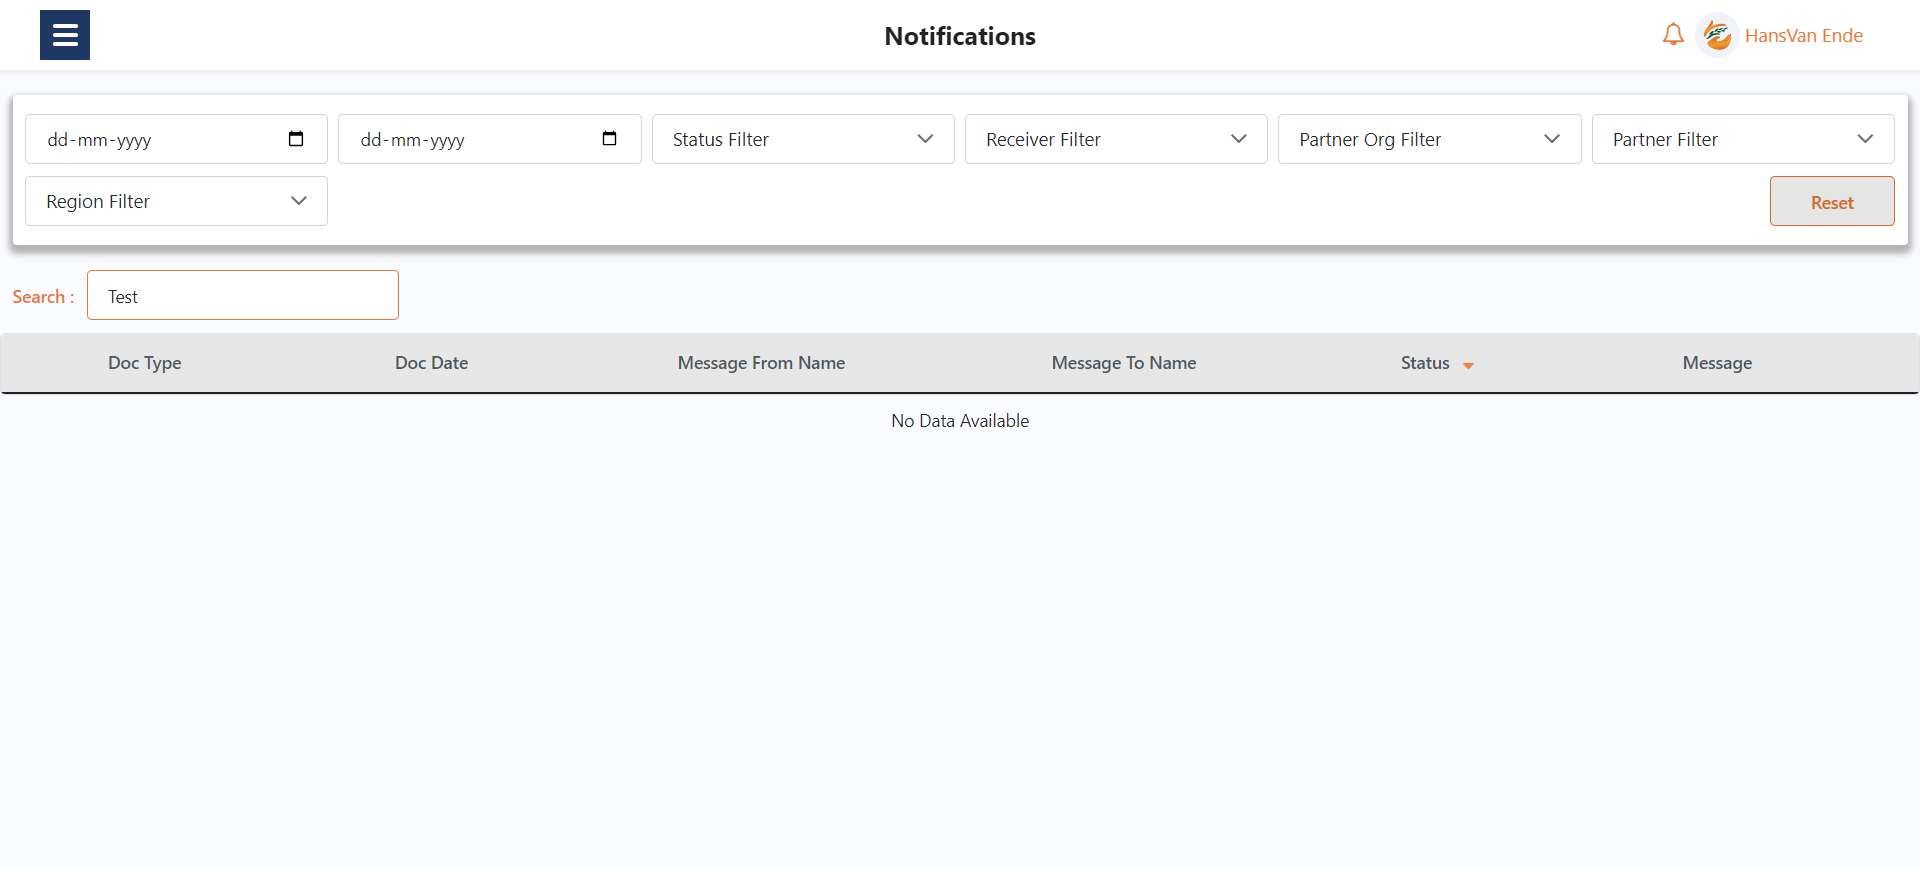 Notifications
HansVan Ende
dd-mm-yyyy
dd-mm-yyyy
Status Filter
Receiver Filter
Partner Org Filter
Partner Filter
Region Filter
Reset
Search :
Test
Doc Type
Doc Date
Message From Name
Message To Name
Status
Message
No Data Available